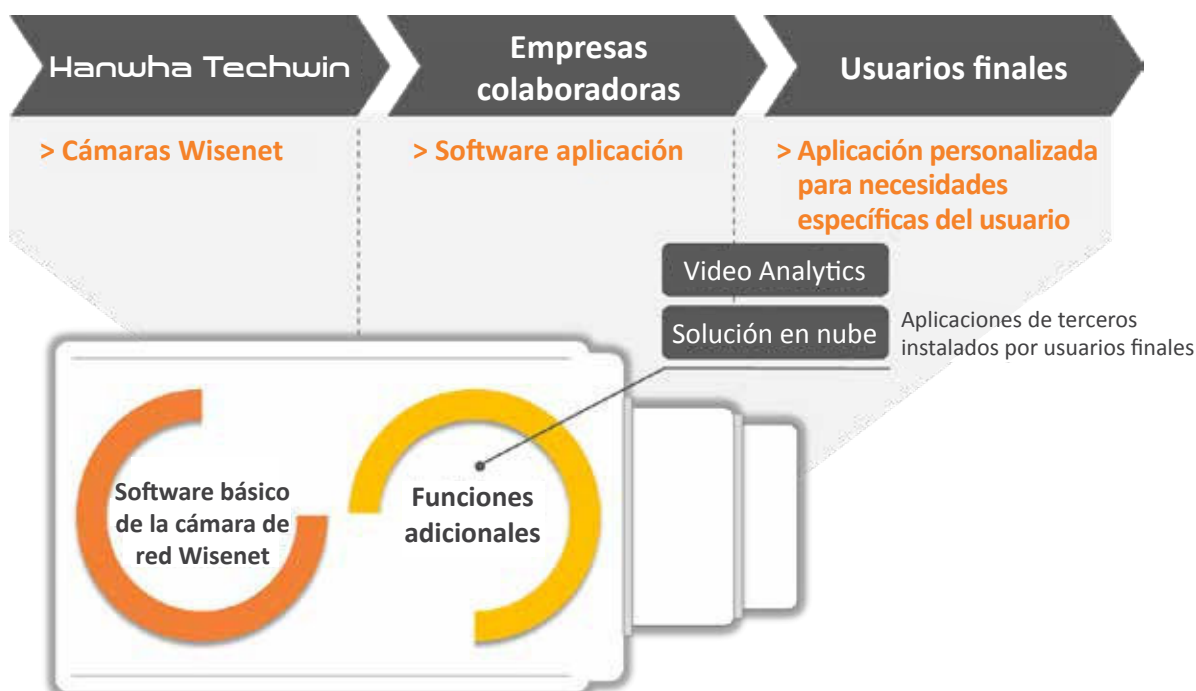 Hanwha Techwin
Empresas
colaboradoras
Usuarios finales
> Cámaras Wisenet
> Software aplicación
> Aplicación personalizada
para necesidades
específicas del usuario
Video Analytics
Solución en nube
Aplicaciones de terceros
instalados por usuarios finales
Software básico
de la cámara de
red Wisenet
Funciones
adicionales